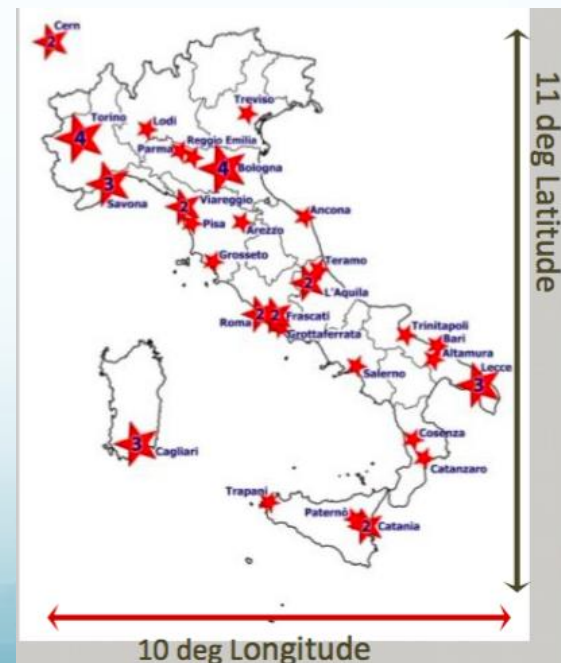 Cern
2
Treviso
Torino
4
Lodi
Reggio Emilia
Parma
4
Bologna
3
Savona
Viareggio
2
Pisa
Arezzo
Ancona
Grosseto
Teramo
2
L'Aquila
2
2
Frascati
Roma
Grottaferrata
Trinitapoli
Bari
Altamura
Lecce
3
Salerno
3
Cagliari
Cosenza
Catanzaro
Trapani
Paternò
2
Catania
11 deg Latitude
10 deg Longitude